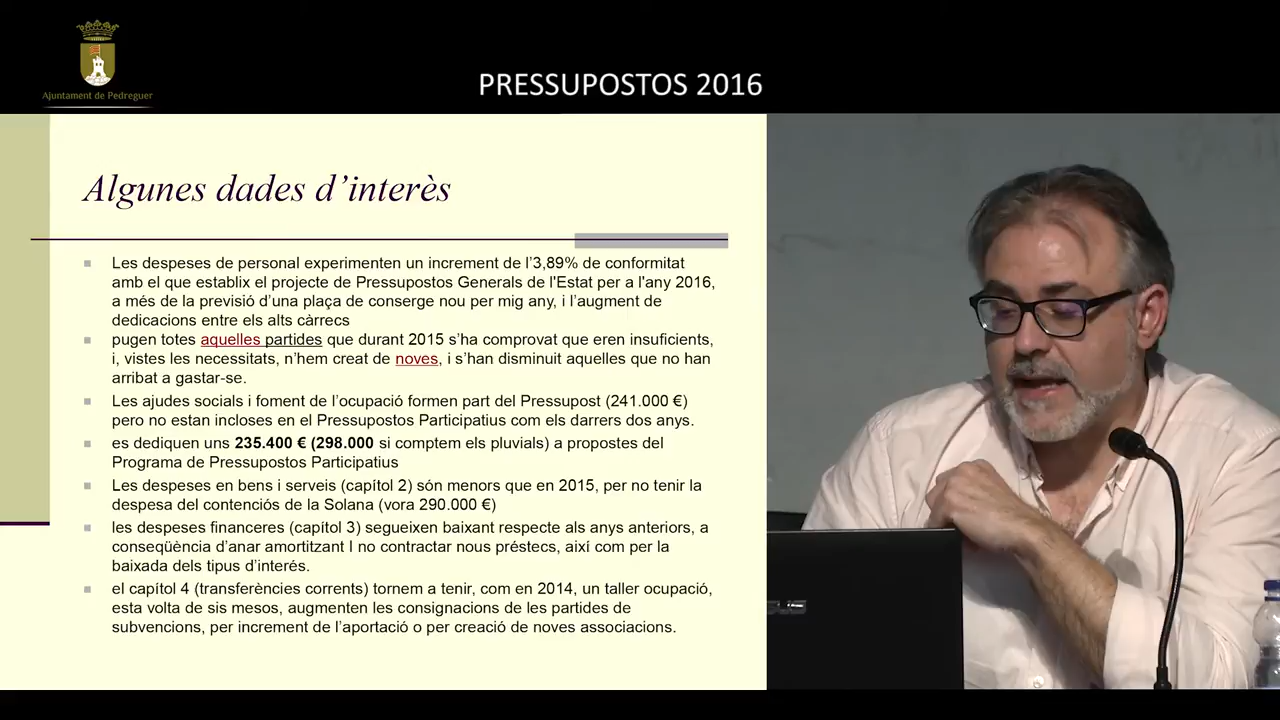 Ajuntament de Pedreguer
PRESSUPOSTOS 2016
Algunes dades d’interès
Les despeses de personal experimenten un increment de l’3,89% de conformitat
amb el que establix el projecte de Pressupostos Generals de l'Estat per a l'any 2016,
a més de la previsió d’una plaça de conserge nou per mig any, i l’augment de
dedicacions entre els alts càrrecs
pugen totes aquelles partides que durant 2015 s’ha comprovat que eren insuficients,
i, vistes les necessitats, n’hem creat de noves, i s’han disminuit aquelles que no han
arribat a gastar-se.
Les ajudes socials i foment de l’ocupació formen part del Pressupost (241.000 €)
pero no estan incloses en el Pressupostos Participatius com els darrers dos anys.
es dediquen uns 235.400 € (298.000 si comptem els pluvials) a propostes del
Programa de Pressupostos Participatius
Les despeses en bens i serveis (capítol 2) són menors que en 2015, per no tenir la
despesa del contenciós de la Solana (vora 290.000 €)
les despeses financeres (capítol 3) segueixen baixant respecte als anys anteriors, a
conseqüència d’anar amortitzant I no contractar nous préstecs, així com per la
baixada dels tipus d’interés.
el capítol 4 (transferències corrents) tornem a tenir, com en 2014, un taller ocupació,
esta volta de sis mesos, augmenten les consignacions de les partides de
subvencions, per increment de l’aportació o per creació de noves associacions.